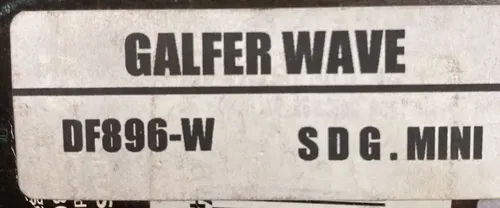 GALFER WAVE
DF896-W S D G . MINI